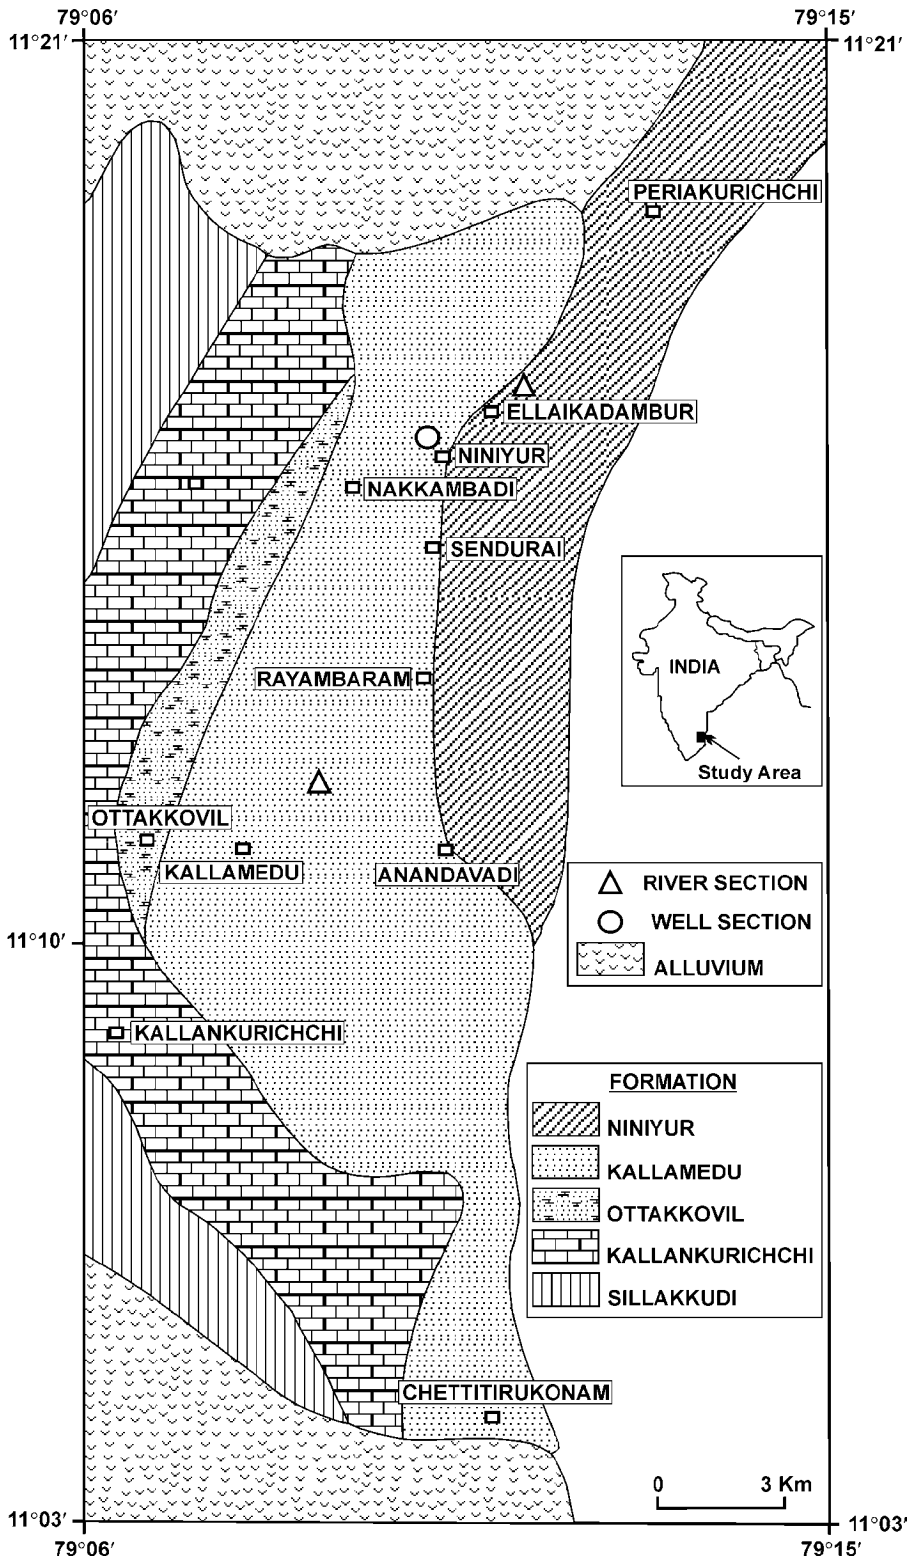 79°06′ 79°15′
11°21′ 11°21′
PERIAKURICHCHI
ELLAIKADAMBUR
NINIYUR
NAKKAMBADI
SENDURAI
INDIA
RAYAMBARAM
Study Area
OTTAKKOVIL
KALLAMEDU
ANANDAVADI
RIVER SECTION
WELL SECTION
ALLUVIUM
11°10′
KALLANKURICHCHI
FORMATION
NINIYUR
KALLAMEDU
OTTAKKOVIL
KALLANKURICHCHI
SILLAKKUDI
CHETTITIRUKONAM
0 3 Km
11°03′ 11°03′
79°06′ 79°15′